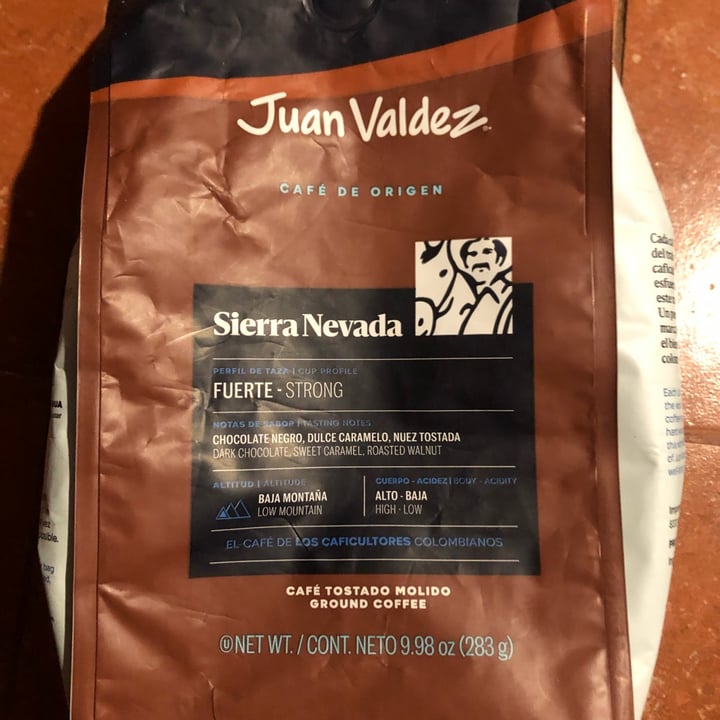 Juan Valdez
CAFÉ DE ORIGEN
Sierra Nevada
PERFIL DE TAZA | CUP PROFILE
FUERTE - STRONG
NOTAS DE SABOR | TASTING NOTES
CHOCOLATE NEGRO, DULCE CARAMELO, NUEZ TOSTADA
DARK CHOCOLATE, SWEET CARAMEL, ROASTED WALNUT
ALTITUD | ALTITUDE
BAJA MONTAÑA
LOW MOUNTAIN
CUERPO - ACIDEZ | BODY - ACIDITY
ALTO - BAJA
HIGH - LOW
EL CAFÉ DE LOS CAFICULTORES COLOMBIANOS
CAFÉ TOSTADO MOLIDO
GROUND COFFEE
NET WT. / CONT. NETO 9.98 oz (283 g)